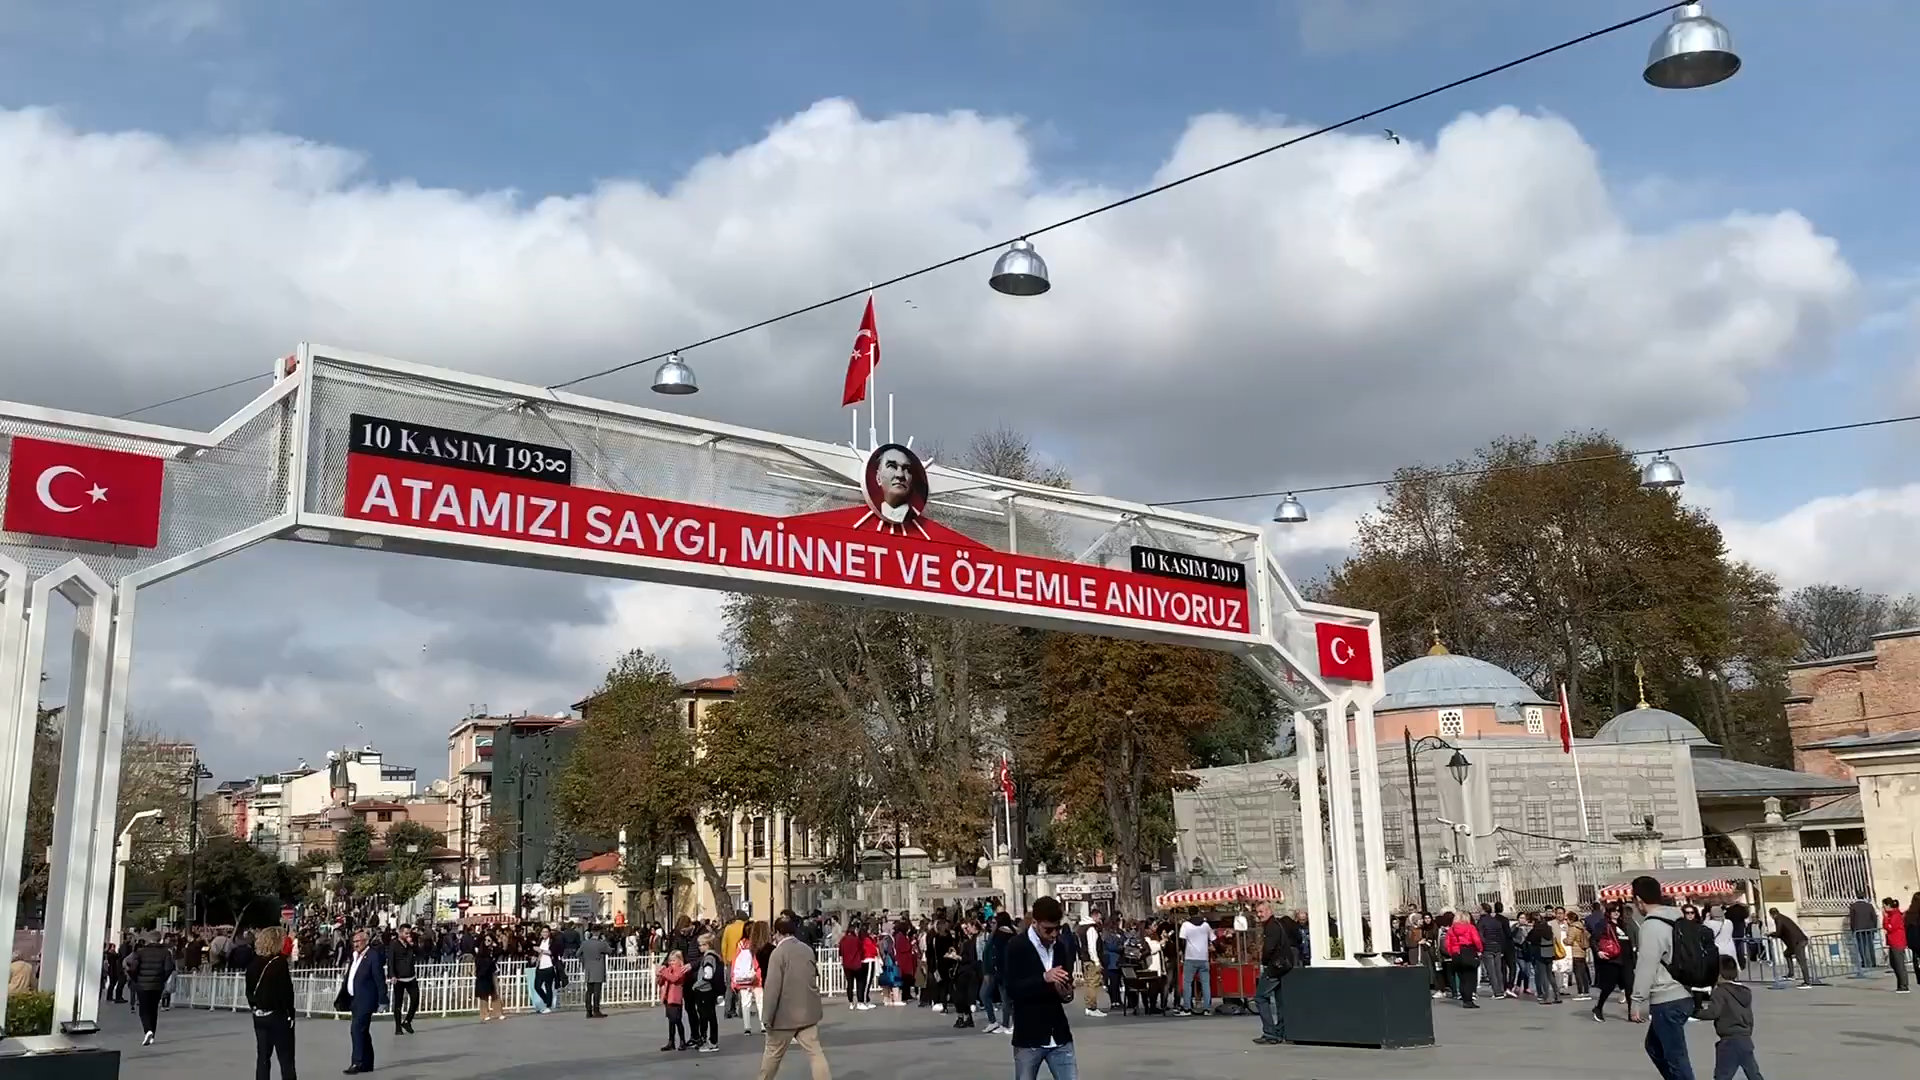 10 KASIM 193∞
ATAMIZI SAYGI, MİNNET VE ÖZLEMLE ANIYORUZ
10 KASIM 2019